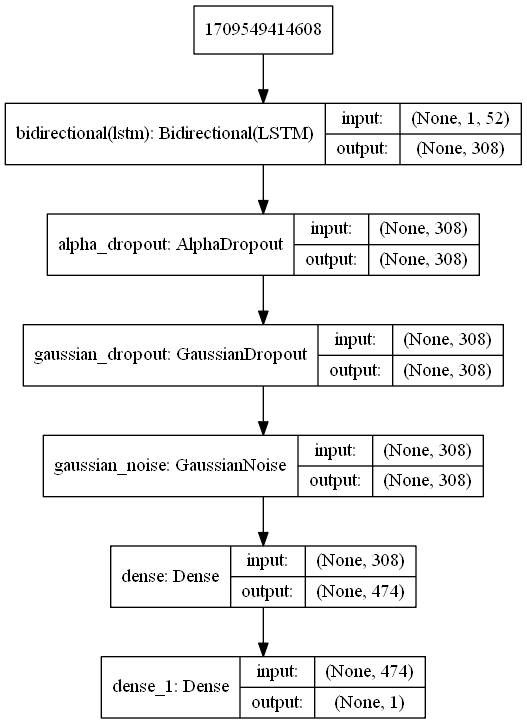 1709549414608
bidirectional(lstm): Bidirectional(LSTM)
input:
(None, 1, 52)
output:
(None, 308)
alpha_dropout: AlphaDropout
input:
(None, 308)
output:
(None, 308)
gaussian_dropout: GaussianDropout
input:
(None, 308)
output:
(None, 308)
gaussian_noise: GaussianNoise
input:
(None, 308)
output:
(None, 308)
dense: Dense
input:
(None, 308)
output:
(None, 474)
dense_1: Dense
input:
(None, 474)
output:
(None, 1)